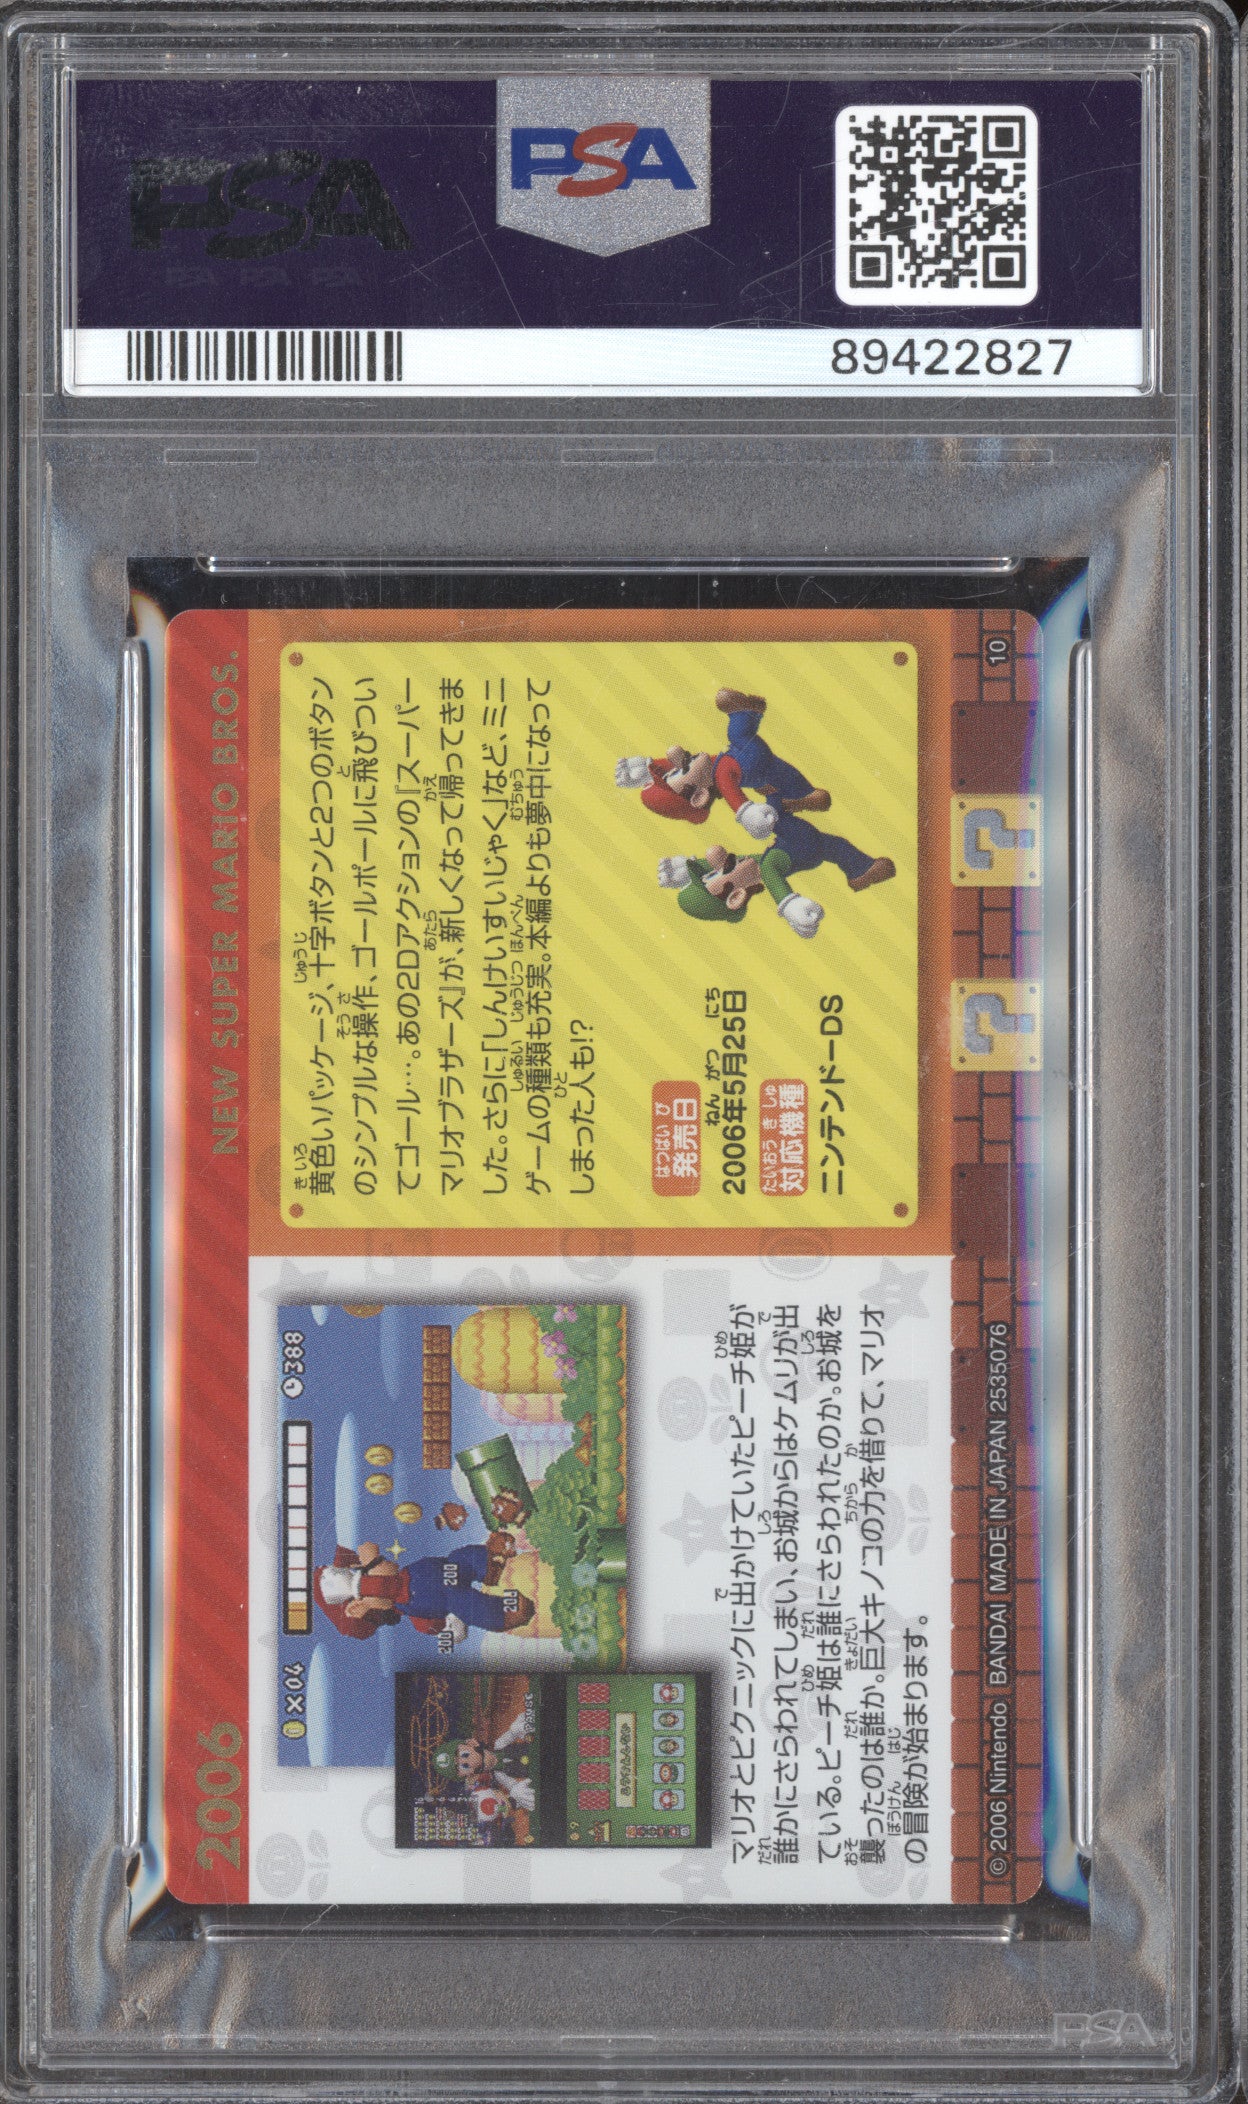 PSA
PSA
PSA PSA PSA
89422827
2006
NEW SUPER MARIO BROS.
×04
388
200
200
200
PAUSE
マリオとピクニックに出かけていたピーチ姫が
誰かにさらわれてしまい、お城からはケムリが出
ている。ピーチ姫は誰にさらわれたのか。お城を
襲ったのは誰か。巨大キノコの力を借りて、マリオ
の冒険が始まります。
黄色いパッケージ、十字ボタンと2つのボタン
のシンプルな操作、ゴールポールに飛びつい
てゴール…。あの2Dアクションの『スーパー
マリオブラザーズ』が、新しくなって帰ってきま
した。さらに「しんけいすいじゃく」など、ミニ
ゲームの種類も充実。本編よりも夢中になって
しまった人も!?
発売日
2006年5月25日
対応機種
ニンテンドーDS
© 2006 Nintendo BANDAI MADE IN JAPAN 2535076
10
PSA